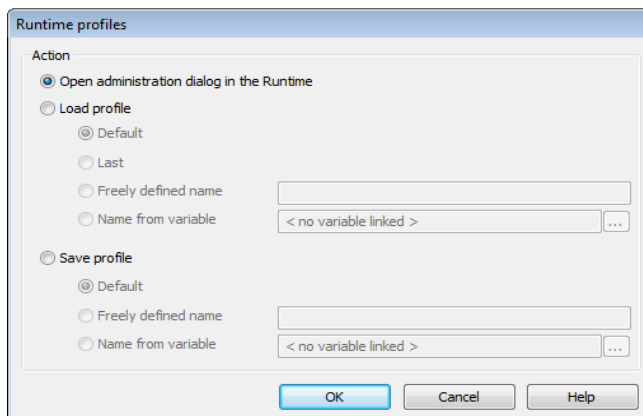 Runtime profiles
Action
Open administration dialog in the Runtime
Load profile
Default
Last
Freely defined name
Name from variable < no variable linked > ...
Save profile
Default
Freely defined name
Name from variable < no variable linked > ...
OK Cancel Help